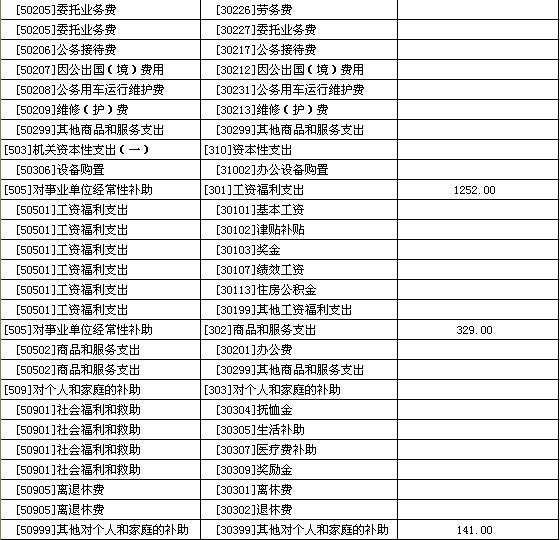 [50205]委托业务费 [30226]劳务费
[50205]委托业务费 [30227]委托业务费
[50206]公务接待费 [30217]公务接待费
[50207]因公出国(境)费用 [30212]因公出国(境)费用
[50208]公务用车运行维护费 [30231]公务用车运行维护费
[50209]维修(护)费 [30213]维修(护)费
[50299]其他商品和服务支出 [30299]其他商品和服务支出
[503]机关资本性支出(一) [310]资本性支出
[50306]设备购置 [31002]办公设备购置
[505]对事业单位经常性补助 [301]工资福利支出 1252.00
[50501]工资福利支出 [30101]基本工资
[50501]工资福利支出 [30102]津贴补贴
[50501]工资福利支出 [30103]奖金
[50501]工资福利支出 [30107]绩效工资
[50501]工资福利支出 [30113]住房公积金
[50501]工资福利支出 [30199]其他工资福利支出
[505]对事业单位经常性补助 [302]商品和服务支出 329.00
[50502]商品和服务支出 [30201]办公费
[50502]商品和服务支出 [30299]其他商品和服务支出
[509]对个人和家庭的补助 [303]对个人和家庭的补助
[50901]社会福利和救助 [30304]抚恤金
[50901]社会福利和救助 [30305]生活补助
[50901]社会福利和救助 [30307]医疗费补助
[50901]社会福利和救助 [30309]奖励金
[50905]离退休费 [30301]离休费
[50905]离退休费 [30302]退休费
[50999]其他对个人和家庭的补助 [30399]其他对个人和家庭的补助 141.00